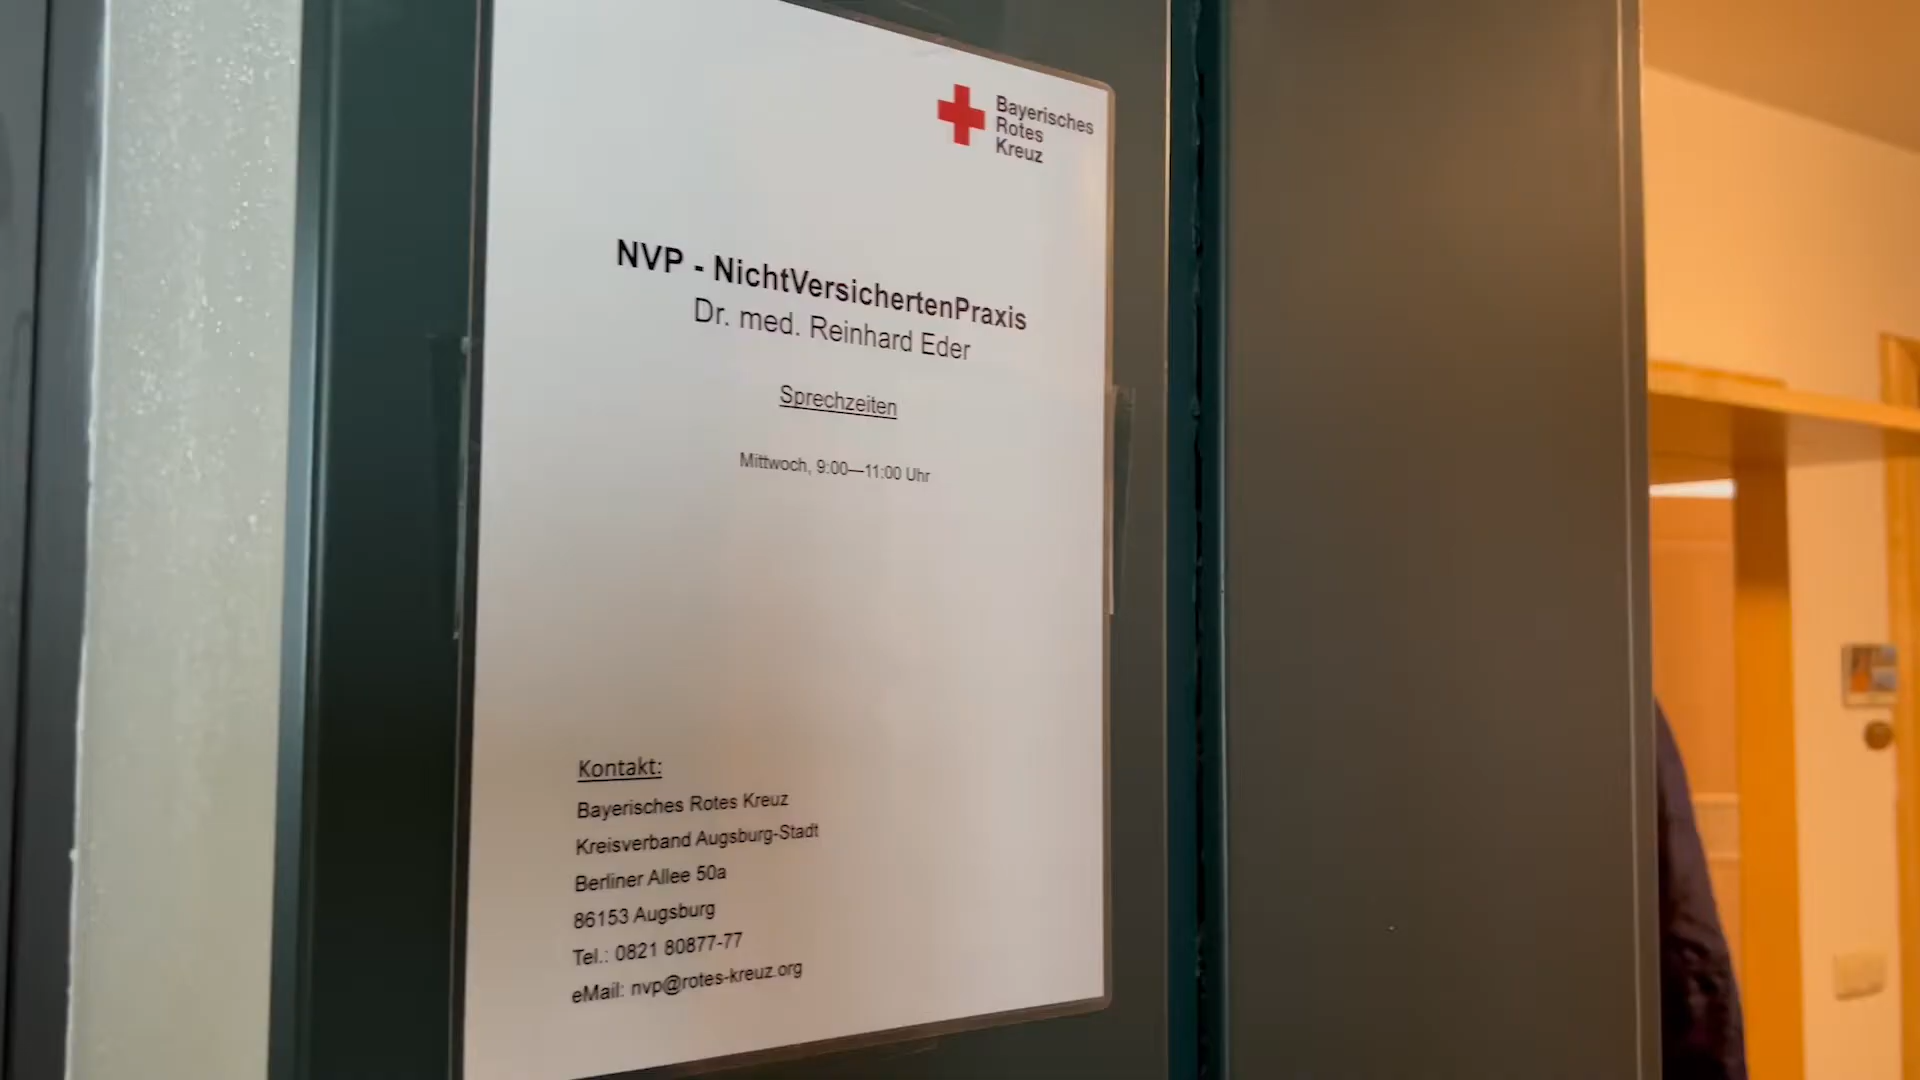 Bayerisches
Rotes
Kreuz
NVP - NichtVersichertenPraxis
Dr. med. Reinhard Eder
Sprechzeiten
Mittwoch, 9:00—11:00 Uhr
Kontakt:
Bayerisches Rotes Kreuz
Kreisverband Augsburg-Stadt
Berliner Allee 50a
86153 Augsburg
Tel.: 0821 80877-77
eMail: nvp@rotes-kreuz.org